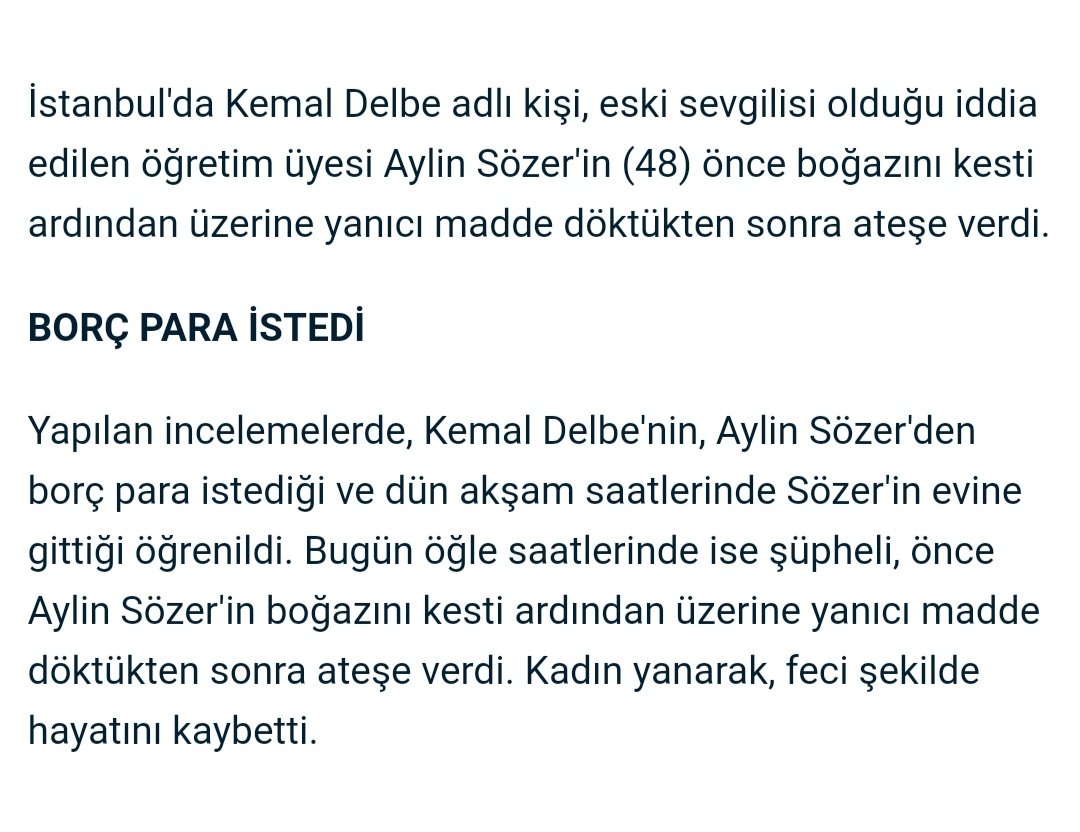 İstanbul'da Kemal Delbe adlı kişi, eski sevgilisi olduğu iddia
edilen öğretim üyesi Aylin Sözer'in (48) önce boğazını kesti
ardından üzerine yanıcı madde döktükten sonra ateşe verdi.
BORÇ PARA İSTEDİ
Yapılan incelemelerde, Kemal Delbe'nin, Aylin Sözer'den
borç para istediği ve dün akşam saatlerinde Sözer'in evine
gittiği öğrenildi. Bugün öğle saatlerinde ise şüpheli, önce
Aylin Sözer'in boğazını kesti ardından üzerine yanıcı madde
döktükten sonra ateşe verdi. Kadın yanarak, feci şekilde
hayatını kaybetti.